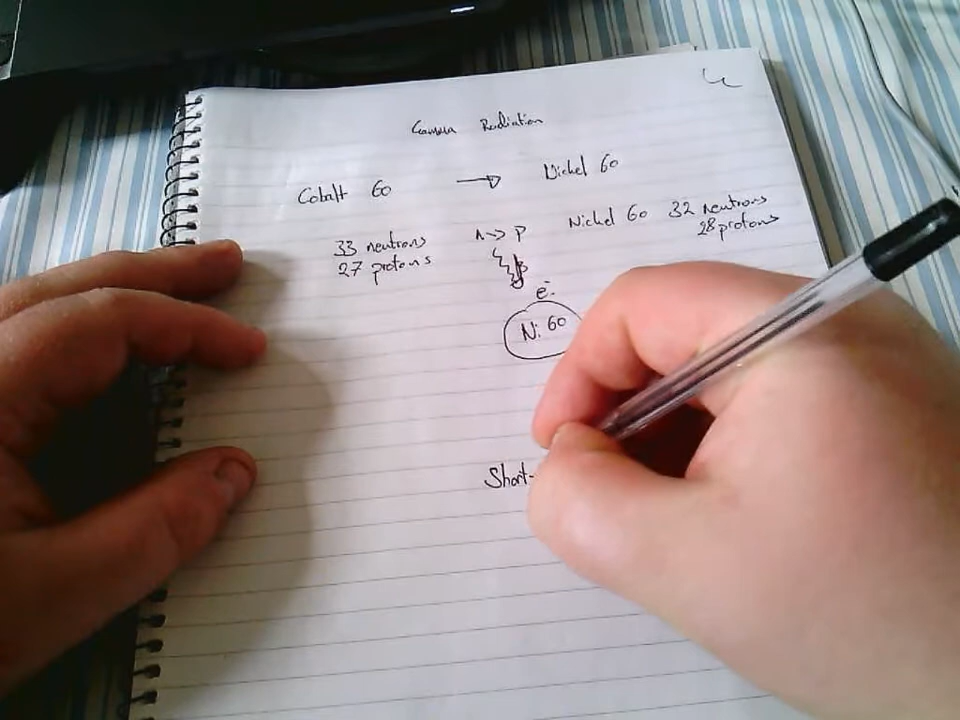 Gamma Radiation
Cobalt 60 → Nickel 60
33 neutrons n → p Nickel 60 32 neutrons
27 protons 28 protons
e-
Ni 60
Short-